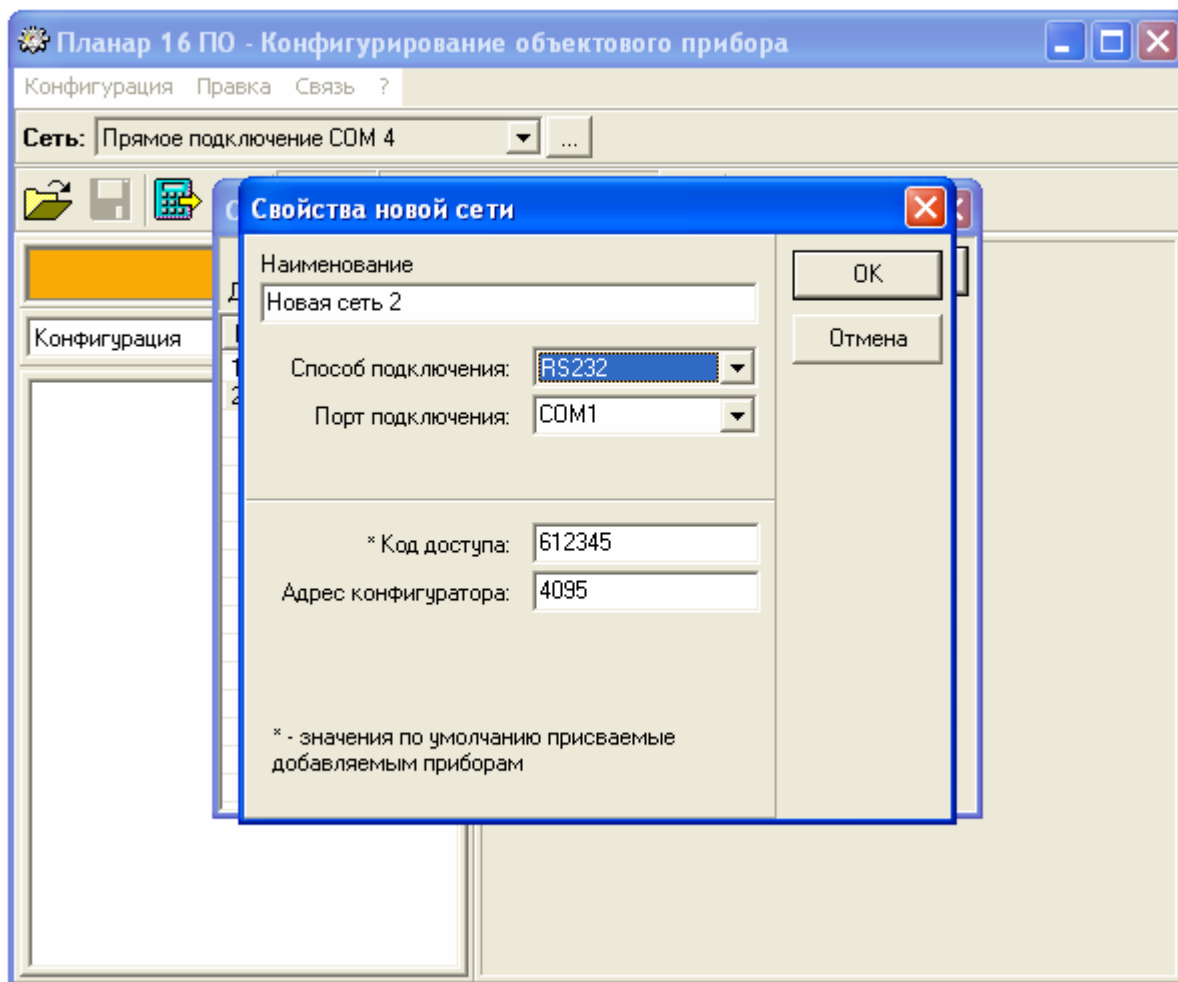 Планар 16 ПО - Конфигурирование объектового прибора
Конфигурация Правка Связь ?
Сеть: Прямое подключение COM 4 ...
Свойства новой сети
Наименование
OK
Новая сеть 2
Отмена
Конфигурация
Способ подключения: RS232
Порт подключения: COM1
* Код доступа: 612345
Адрес конфигуратора: 4095
* - значения по умолчанию присваемые
добавляемым приборам